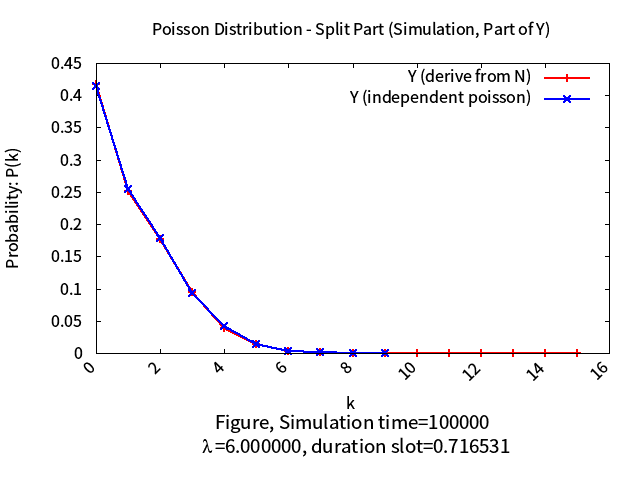 Poisson Distribution - Split Part (Simulation, Part of Y)
0.45
0.4
0.35
0.3
0.25
0.2
0.15
0.1
0.05
0
Probability: P(k)
Y (derive from N)
Y (independent poisson)
0 2 4 6 8 10 12 14 16
k
Figure, Simulation time=100000
λ=6.000000, duration slot=0.716531